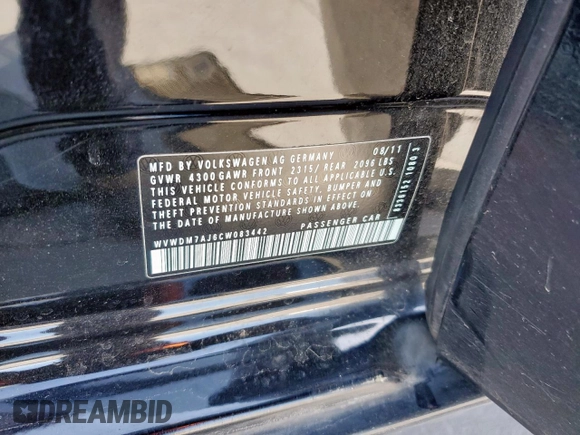 MFD BY VOLKSWAGEN AG GERMANY 08/11
GVWR 4300 GAWR FRONT 2315/ REAR 2096 LBS
THIS VEHICLE CONFORMS TO ALL APPLICABLE U.S.
FEDERAL MOTOR VEHICLE SAFETY, BUMPER AND
THEFT PREVENTION STANDARDS IN EFFECT ON
THE DATE OF MANUFACTURE SHOWN ABOVE.
WVWDM7AJ6CW083442 PASSENGER CAR
DREAMBID